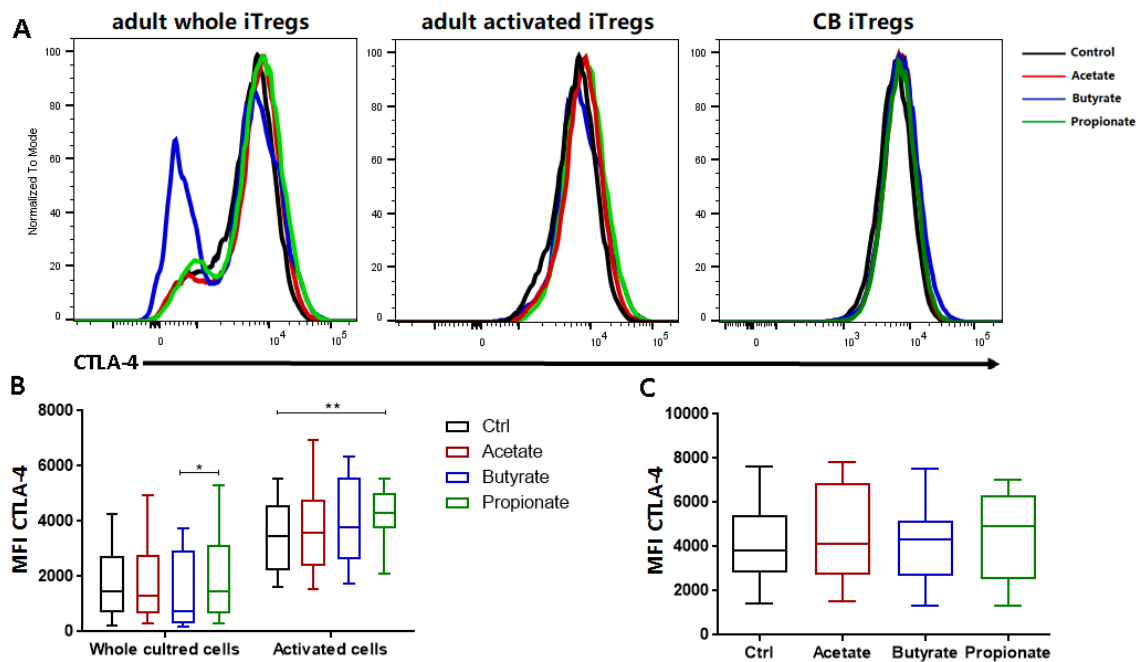 A
adult whole iTregs
adult activated iTregs
CB iTregs
Control
Acetate
Butyrate
Propionate
Normalized To Mode
100
80
60
40
20
0
0
10^4
10^5
100
80
60
40
20
0
0
10^4
10^5
100
80
60
40
20
0
0
10^3
10^4
10^5
CTLA-4
B
MFI CTLA-4
8000
6000
4000
2000
0
*
**
Whole cultred cells
Activated cells
Ctrl
Acetate
Butyrate
Propionate
C
MFI CTLA-4
10000
8000
6000
4000
2000
0
Ctrl
Acetate
Butyrate
Propionate